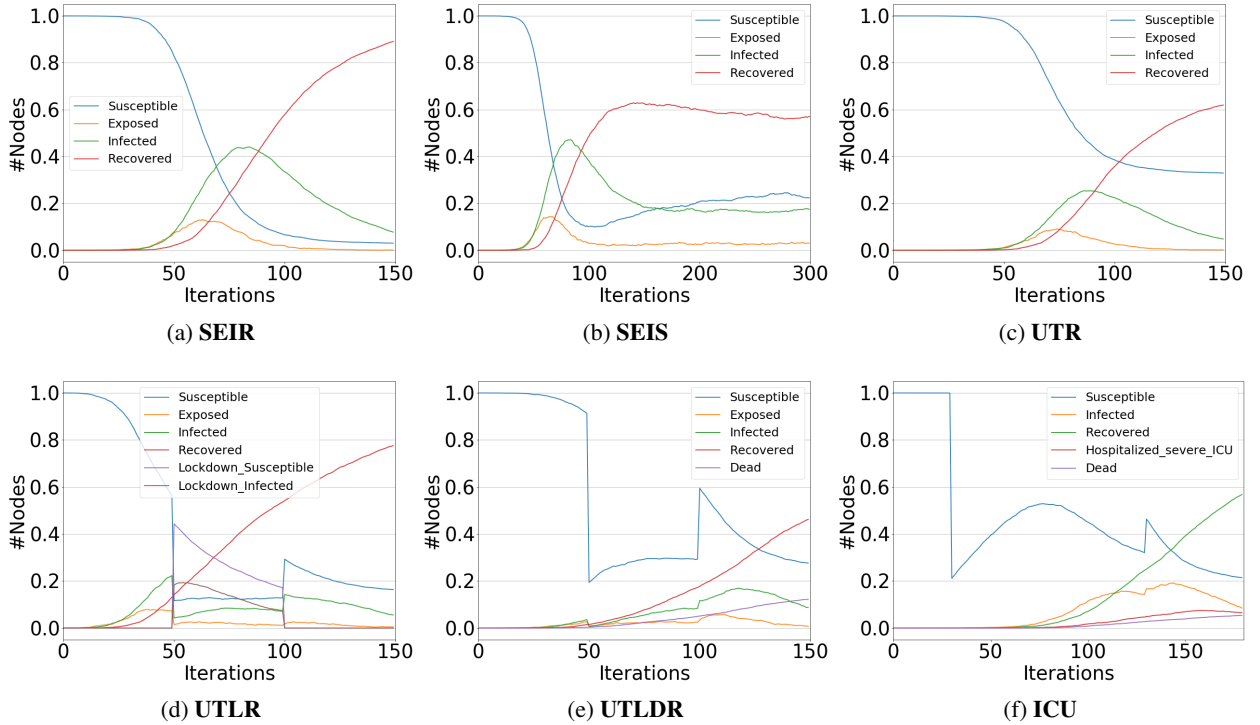 #Nodes
1.0
0.8
0.6
0.4
0.2
0.0
Susceptible
Exposed
Infected
Recovered
0
50
100
150
Iterations
(a) SEIR
#Nodes
1.0
0.8
0.6
0.4
0.2
0.0
Susceptible
Exposed
Infected
Recovered
0
100
200
300
Iterations
(b) SEIS
#Nodes
1.0
0.8
0.6
0.4
0.2
0.0
Susceptible
Exposed
Infected
Recovered
0
50
100
150
Iterations
(c) UTR
#Nodes
1.0
0.8
0.6
0.4
0.2
0.0
Susceptible
Exposed
Infected
Recovered
Lockdown_Susceptible
Lockdown_Infected
0
50
100
150
Iterations
(d) UTLR
#Nodes
1.0
0.8
0.6
0.4
0.2
0.0
Susceptible
Exposed
Infected
Recovered
Dead
0
50
100
150
Iterations
(e) UTLDR
#Nodes
1.0
0.8
0.6
0.4
0.2
0.0
Susceptible
Infected
Recovered
Hospitalized_severe_ICU
Dead
0
50
100
150
Iterations
(f) ICU